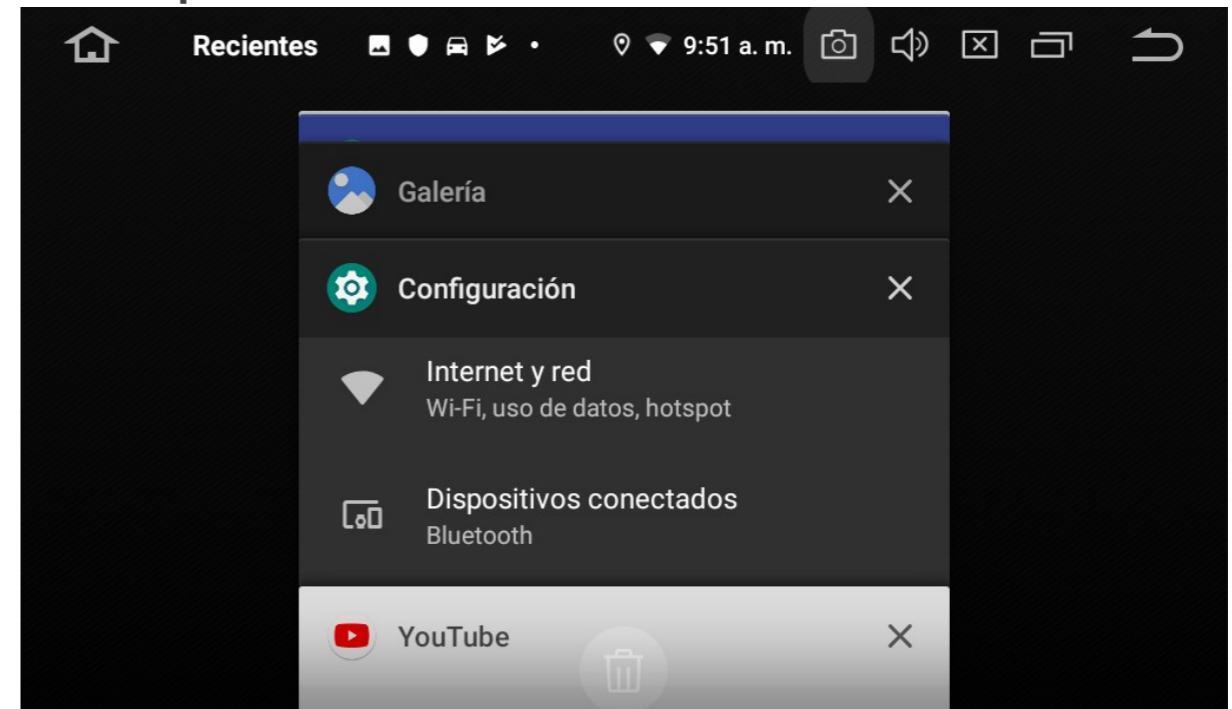 Recientes 9:51 a. m.
Galería
Configuración
Internet y red
Wi-Fi, uso de datos, hotspot
Dispositivos conectados
Bluetooth
YouTube